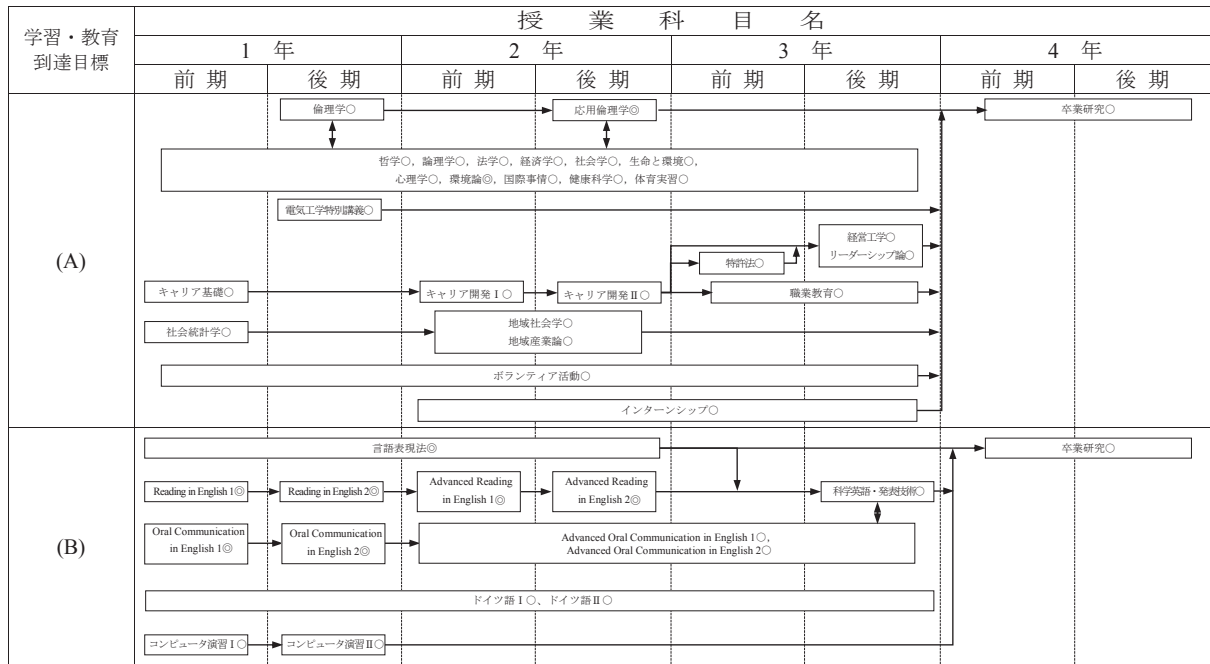 学習・教育
到達目標
授業科目名
1 年
2 年
3 年
4 年
前 期
後 期
前 期
後 期
前 期
後 期
前 期
後 期
(A)
倫理学○
応用倫理学◎
卒業研究○
哲学○，論理学○，法学○，経済学○，社会学○，生命と環境○，
心理学○，環境論◎，国際事情○，健康科学○，体育実習○
電気工学特別講義○
経営工学○
リーダーシップ論○
特許法○
キャリア基礎○
キャリア開発Ⅰ○
キャリア開発Ⅱ○
職業教育○
社会統計学○
地域社会学○
地域産業論○
ボランティア活動○
インターンシップ○
(B)
言語表現法◎
卒業研究○
Reading in English 1◎
Reading in English 2◎
Advanced Reading
in English 1◎
Advanced Reading
in English 2◎
科学英語・発表技術○
Oral Communication
in English 1◎
Oral Communication
in English 2◎
Advanced Oral Communication in English 1○,
Advanced Oral Communication in English 2○
ドイツ語Ⅰ○、ドイツ語Ⅱ○
コンピュータ演習Ⅰ○
コンピュータ演習Ⅱ○